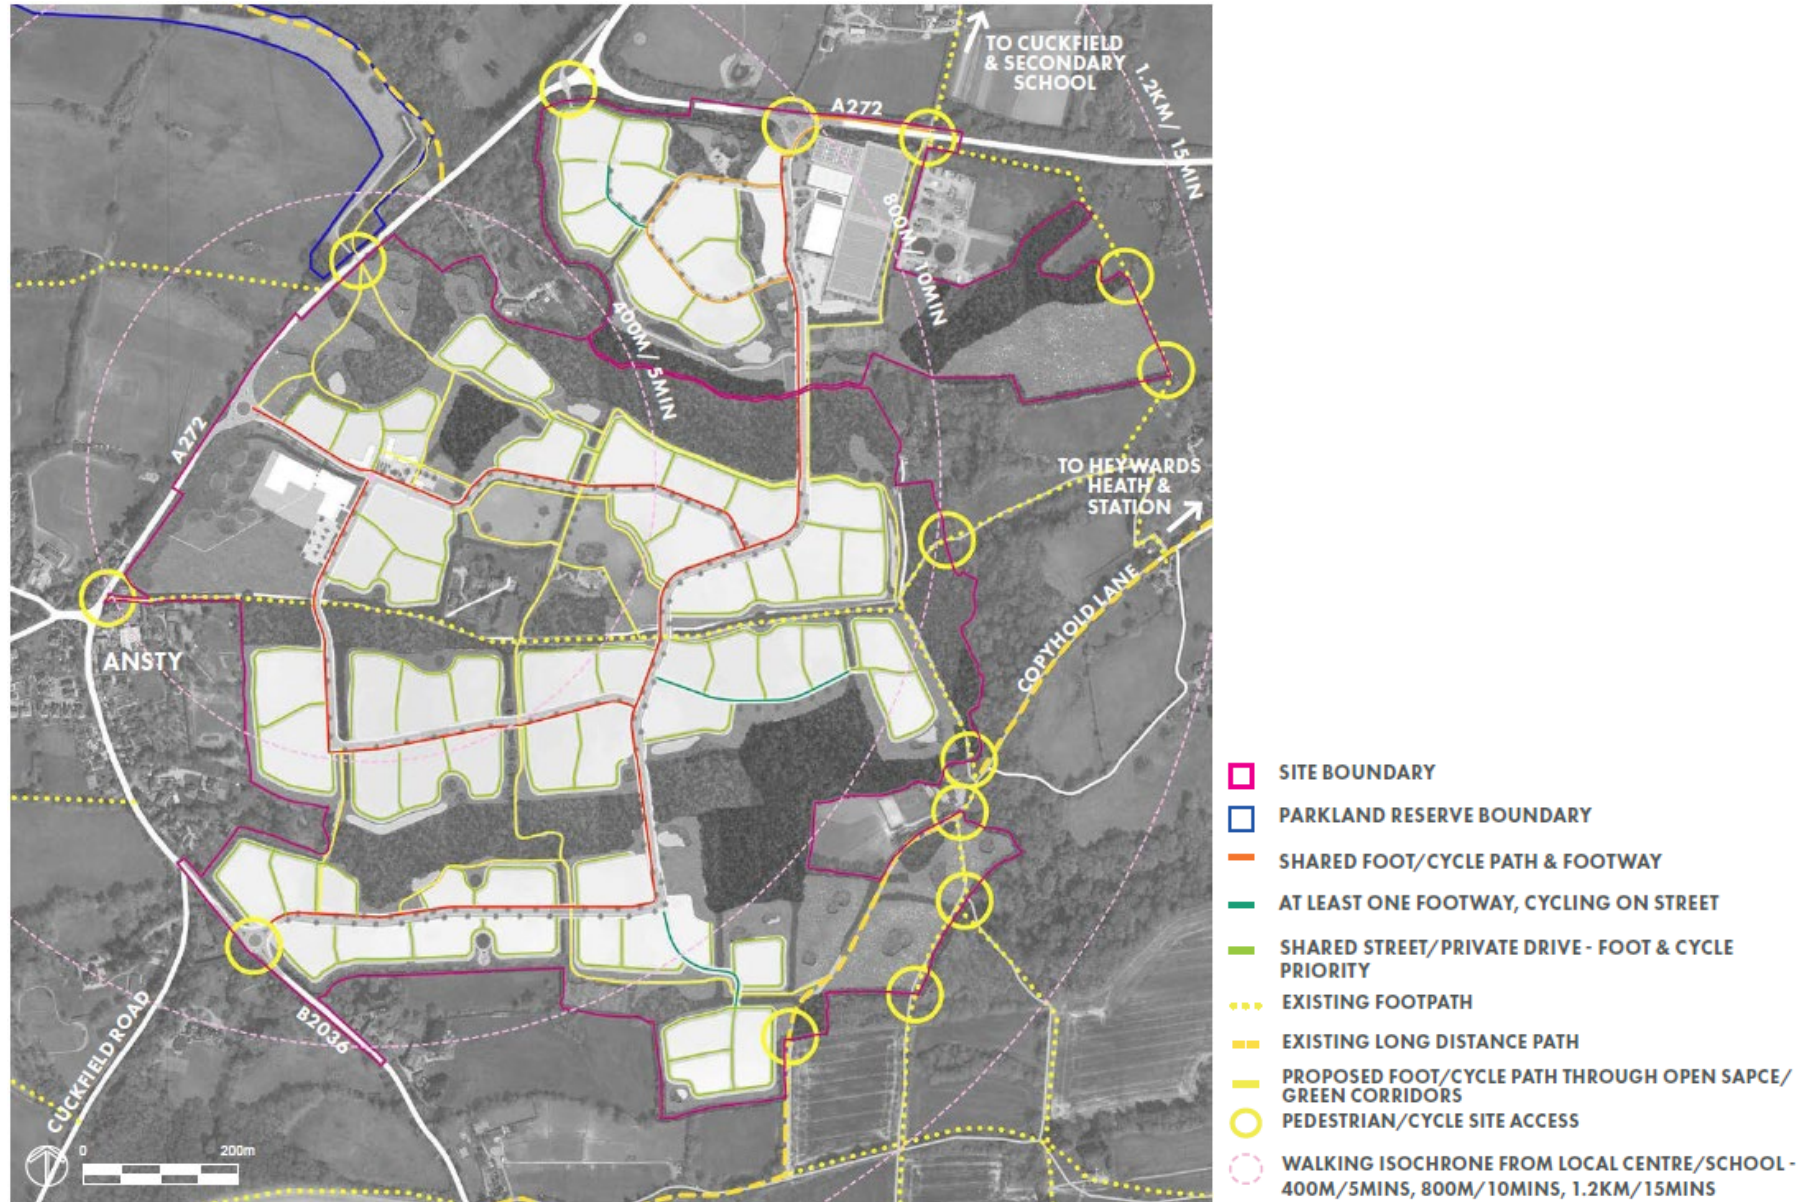 TO CUCKFIELD
& SECONDARY
SCHOOL
1.2KM / 15MIN
A272
800M / 10MIN
400M / 5MIN
A272
TO HEYWARDS
HEATH &
STATION
COPYHOLD LANE
ANSTY
B2036
CUCKFIELD ROAD
0 200m
SITE BOUNDARY
PARKLAND RESERVE BOUNDARY
SHARED FOOT/CYCLE PATH & FOOTWAY
AT LEAST ONE FOOTWAY, CYCLING ON STREET
SHARED STREET/PRIVATE DRIVE - FOOT & CYCLE
PRIORITY
EXISTING FOOTPATH
EXISTING LONG DISTANCE PATH
PROPOSED FOOT/CYCLE PATH THROUGH OPEN SAPCE/
GREEN CORRIDORS
PEDESTRIAN/CYCLE SITE ACCESS
WALKING ISOCHRONE FROM LOCAL CENTRE/SCHOOL -
400M/5MINS, 800M/10MINS, 1.2KM/15MINS